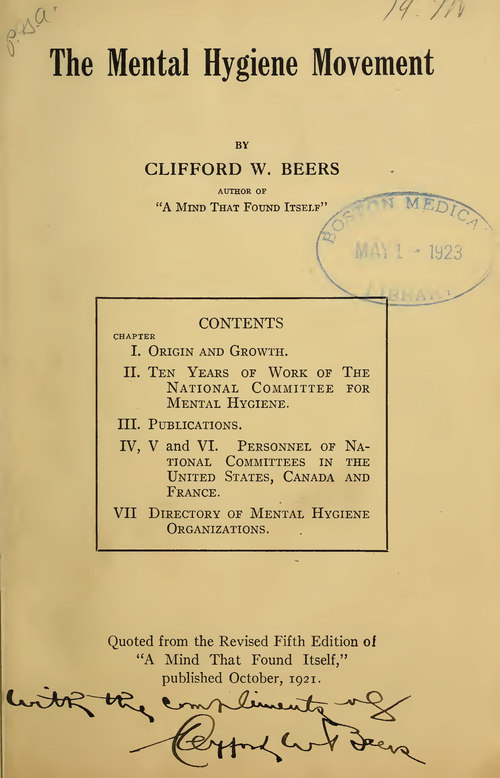 The Mental Hygiene Movement
BY
CLIFFORD W. BEERS
AUTHOR OF
“A MIND THAT FOUND ITSELF”
BOSTON MEDICAL
MAY 1 - 1923
LIBRARY
CONTENTS
CHAPTER
I. ORIGIN AND GROWTH.
II. TEN YEARS OF WORK OF THE
NATIONAL COMMITTEE FOR
MENTAL HYGIENE.
III. PUBLICATIONS.
IV, V and VI. PERSONNEL OF NA-
TIONAL COMMITTEES IN THE
UNITED STATES, CANADA AND
FRANCE.
VII DIRECTORY OF MENTAL HYGIENE
ORGANIZATIONS.
Quoted from the Revised Fifth Edition of
“A Mind That Found Itself,”
published October, 1921.
with the compliments of
Clifford W Beers